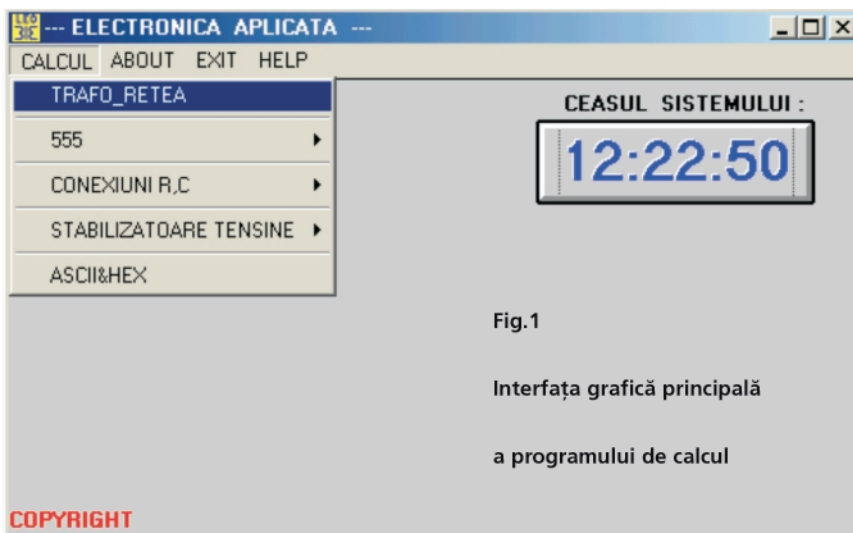 --- ELECTRONICA APLICATA ---
CALCUL ABOUT EXIT HELP
TRAFO_RETEA
555
CONEXIUNI R,C
STABILIZATOARE TENSINE
ASCII&HEX
CEASUL SISTEMULUI :
12:22:50
Fig.1
Interfața grafică principală
a programului de calcul
COPYRIGHT